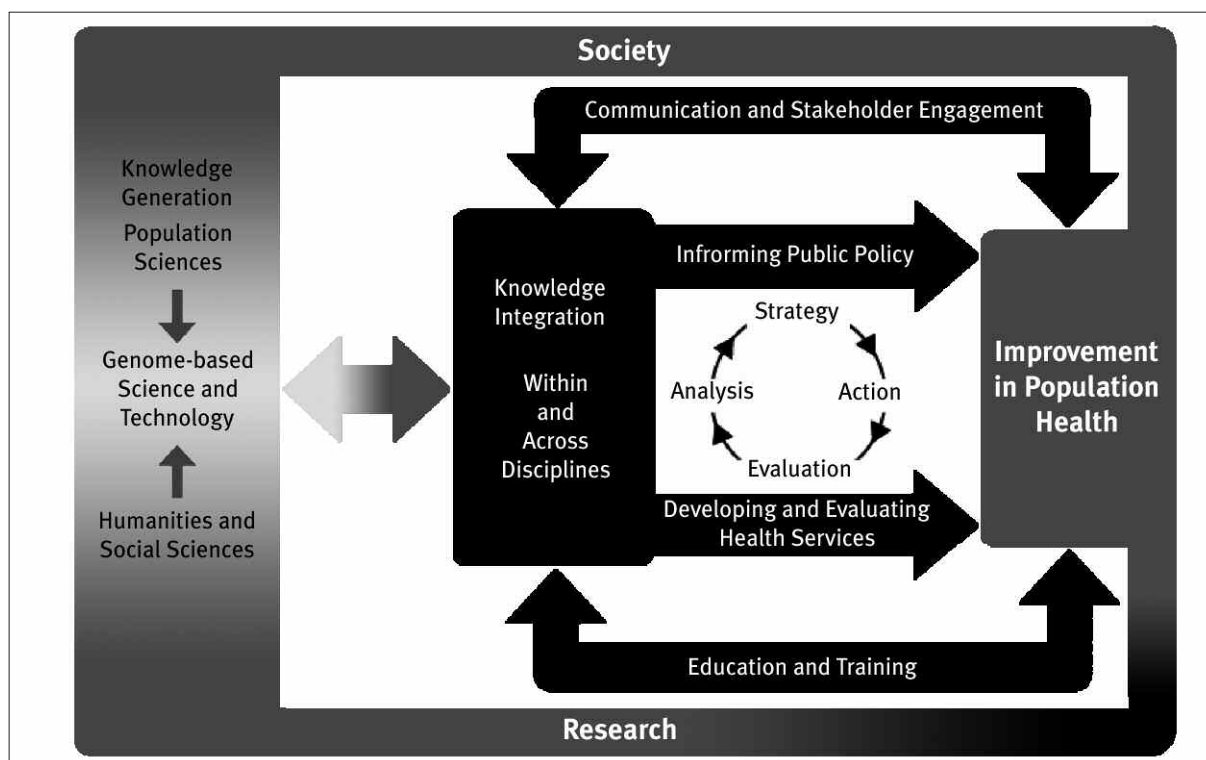 Society
Communication and Stakeholder Engagement
Knowledge
Generation
Population
Sciences
Genome-based
Science and
Technology
Humanities and
Social Sciences
Knowledge
Integration
Within
and
Across
Disciplines
Infrorming Public Policy
Strategy
Analysis
Action
Evaluation
Developing and Evaluating
Health Services
Improvement
in Population
Health
Education and Training
Research